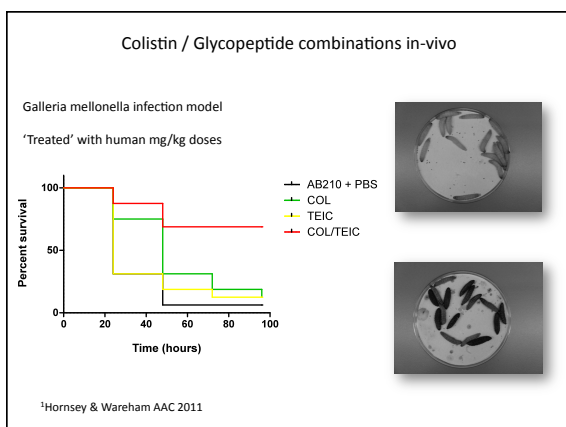 Colistin / Glycopeptide combinations in-vivo
Galleria mellonella infection model
'Treated' with human mg/kg doses
Percent survival
100
50
0
0
20
40
60
80
100
Time (hours)
AB210 + PBS
COL
TEIC
COL/TEIC
1Hornsey & Wareham AAC 2011